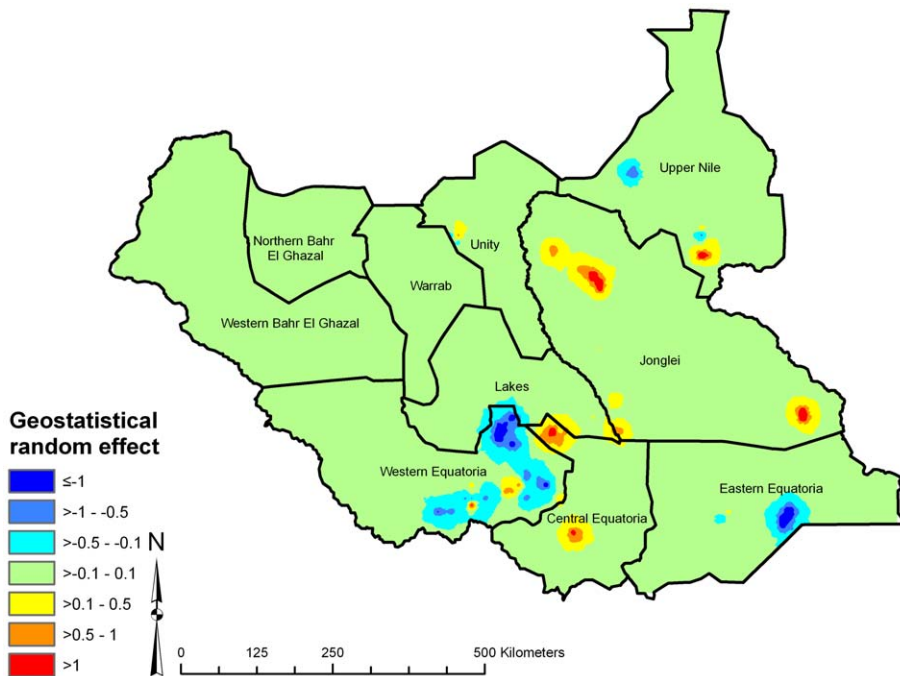 Upper Nile
Northern Bahr
El Ghazal
Unity
Warrab
Western Bahr El Ghazal
Jonglei
Lakes
Western Equatoria
Eastern Equatoria
Central Equatoria
Geostatistical
random effect
≤-1
>-1 - -0.5
>-0.5 - -0.1
>-0.1 - 0.1
>0.1 - 0.5
>0.5 - 1
>1
N
0 125 250 500 Kilometers